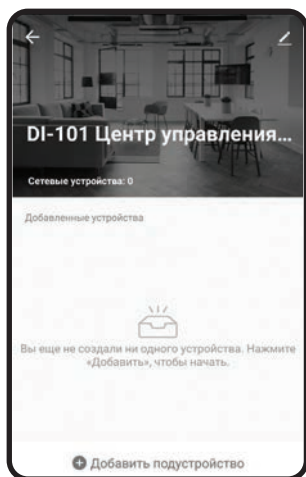 DI-101 Центр управления...
Сетевые устройства: 0
Добавленные устройства
Вы еще не создали ни одного устройства. Нажмите
«Добавить», чтобы начать.
Добавить подустройство